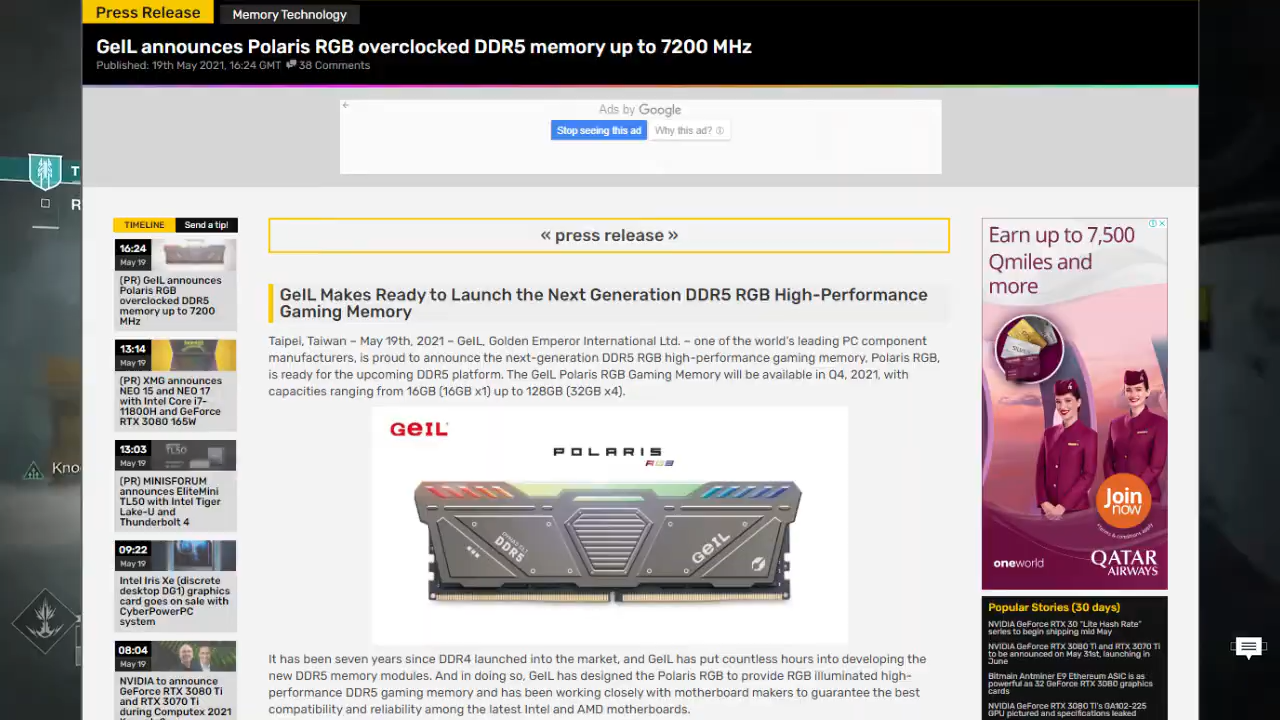 Press Release
Memory Technology
GeIL announces Polaris RGB overclocked DDR5 memory up to 7200 MHz
Published: 19th May 2021, 16:24 GMT 38 Comments
Ads by Google
Stop seeing this ad
Why this ad?
T
R
Kno
TIMELINE
Send a tip!
16:24
May 19
(PR) GeIL announces
Polaris RGB
overclocked DDR5
memory up to 7200
MHz
13:14
May 19
(PR) XMG announces
NEO 15 and NEO 17
with Intel Core i7-
11800H and GeForce
RTX 3080 165W
13:03
May 19
TL50
(PR) MINISFORUM
announces EliteMini
TL50 with Intel Tiger
Lake-U and
Thunderbolt 4
09:22
May 19
Intel Iris Xe (discrete
desktop DG1) graphics
card goes on sale with
CyberPowerPC
system
08:04
May 19
NVIDIA to announce
GeForce RTX 3080 Ti
and RTX 3070 Ti
during Computex 2021
« press release »
GeIL Makes Ready to Launch the Next Generation DDR5 RGB High-Performance
Gaming Memory
Taipei, Taiwan – May 19th, 2021 – GeIL, Golden Emperor International Ltd. – one of the world's leading PC component
manufacturers, is proud to announce the next-generation DDR5 RGB high-performance gaming memory, Polaris RGB,
is ready for the upcoming DDR5 platform. The GeIL Polaris RGB Gaming Memory will be available in Q4, 2021, with
capacities ranging from 16GB (16GB x1) up to 128GB (32GB x4).
GeIL
POLARIS
RGB
DDR5
GeIL
It has been seven years since DDR4 launched into the market, and GeIL has put countless hours into developing the
new DDR5 memory modules. And in doing so, GeIL has designed the Polaris RGB to provide RGB illuminated high-
performance DDR5 gaming memory and has been working closely with motherboard makers to guarantee the best
compatibility and reliability among the latest Intel and AMD motherboards.
Earn up to 7,500
Qmiles and
more
Join
now
oneworld
QATAR
AIRWAYS
Popular Stories (30 days)
NVIDIA GeForce RTX 30 "Lite Hash Rate"
series to begin shipping mid May
NVIDIA GeForce RTX 3080 Ti and RTX 3070 Ti
to be announced on May 31st, launching in
June
Bitmain Antminer E9 Ethereum ASIC is as
powerful as 32 GeForce RTX 3080 graphics
cards
NVIDIA GeForce RTX 3080 Ti's GA102-225
GPU pictured and specifications leaked